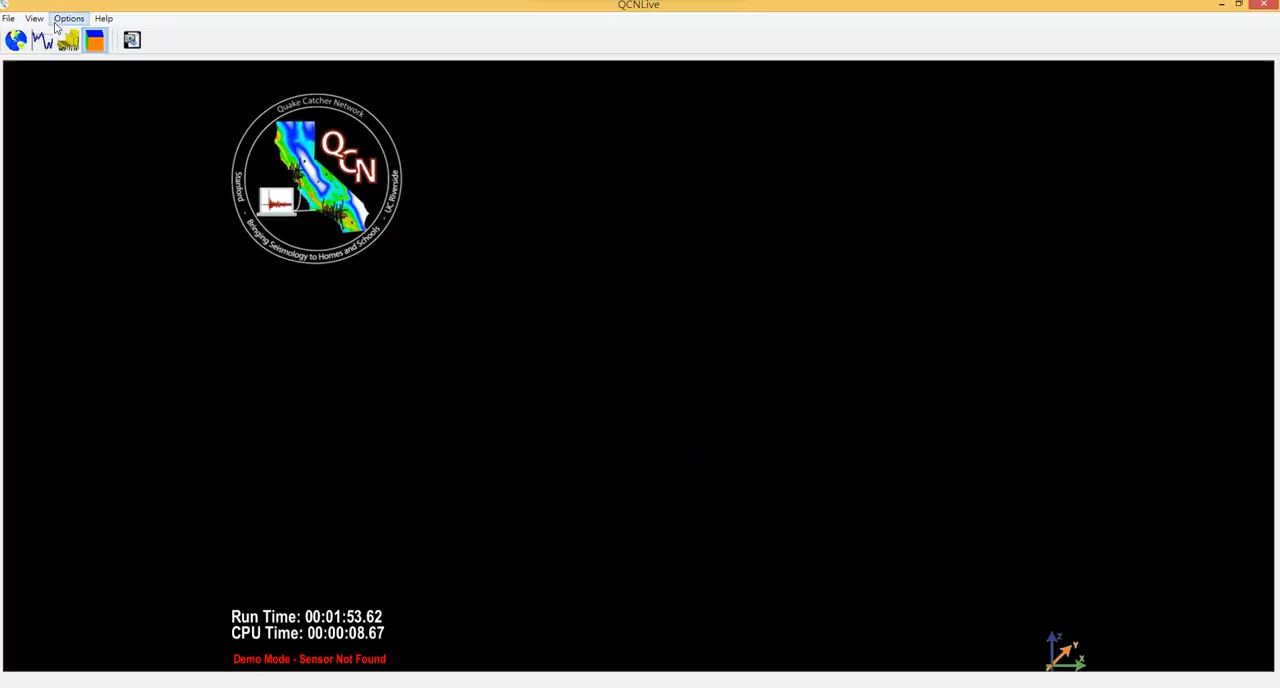 QCNLive
File View Options Help
Quake Catcher Network
QCN
Stanford - Bringing Seismology to Homes and Schools - UC Riverside
Run Time: 00:01:53.62
CPU Time: 00:00:08.67
Demo Mode - Sensor Not Found
Z
Y
X